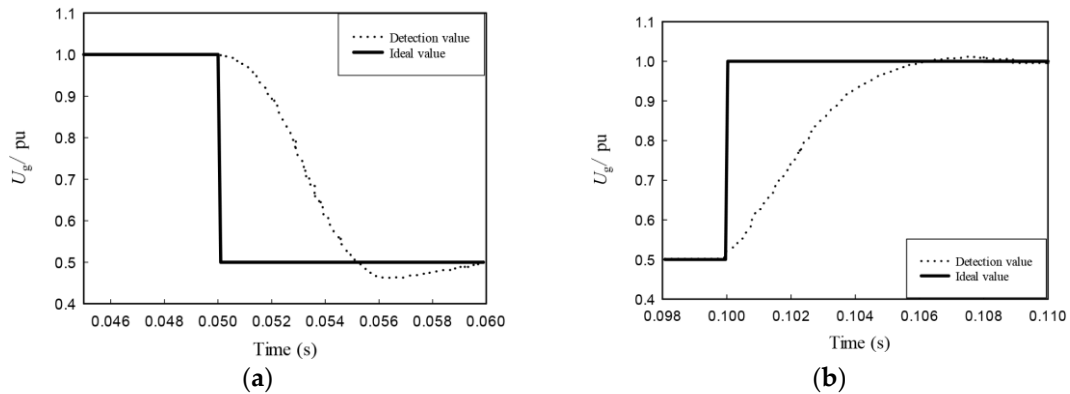 1.1
1.0
0.9
0.8
0.7
0.6
0.5
0.4
U_g / pu
Detection value
Ideal value
0.046 0.048 0.050 0.052 0.054 0.056 0.058 0.060
Time (s)
(a)
1.1
1.0
0.9
0.8
0.7
0.6
0.5
0.4
U_g / pu
Detection value
Ideal value
0.098 0.100 0.102 0.104 0.106 0.108 0.110
Time (s)
(b)